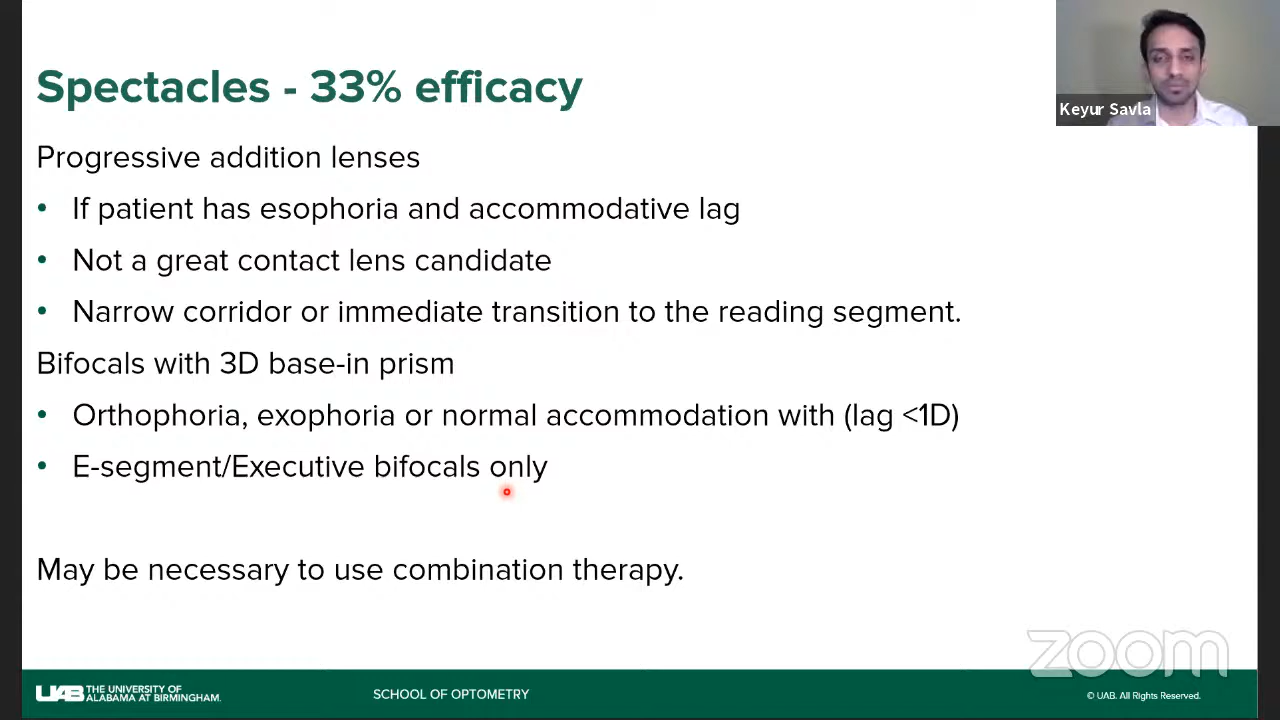 Spectacles - 33% efficacy
Keyur Savla
Progressive addition lenses
• If patient has esophoria and accommodative lag
• Not a great contact lens candidate
• Narrow corridor or immediate transition to the reading segment.
Bifocals with 3D base-in prism
• Orthophoria, exophoria or normal accommodation with (lag <1D)
• E-segment/Executive bifocals only
May be necessary to use combination therapy.
zoom
UAB THE UNIVERSITY OF
ALABAMA AT BIRMINGHAM.
SCHOOL OF OPTOMETRY
© UAB. All Rights Reserved.